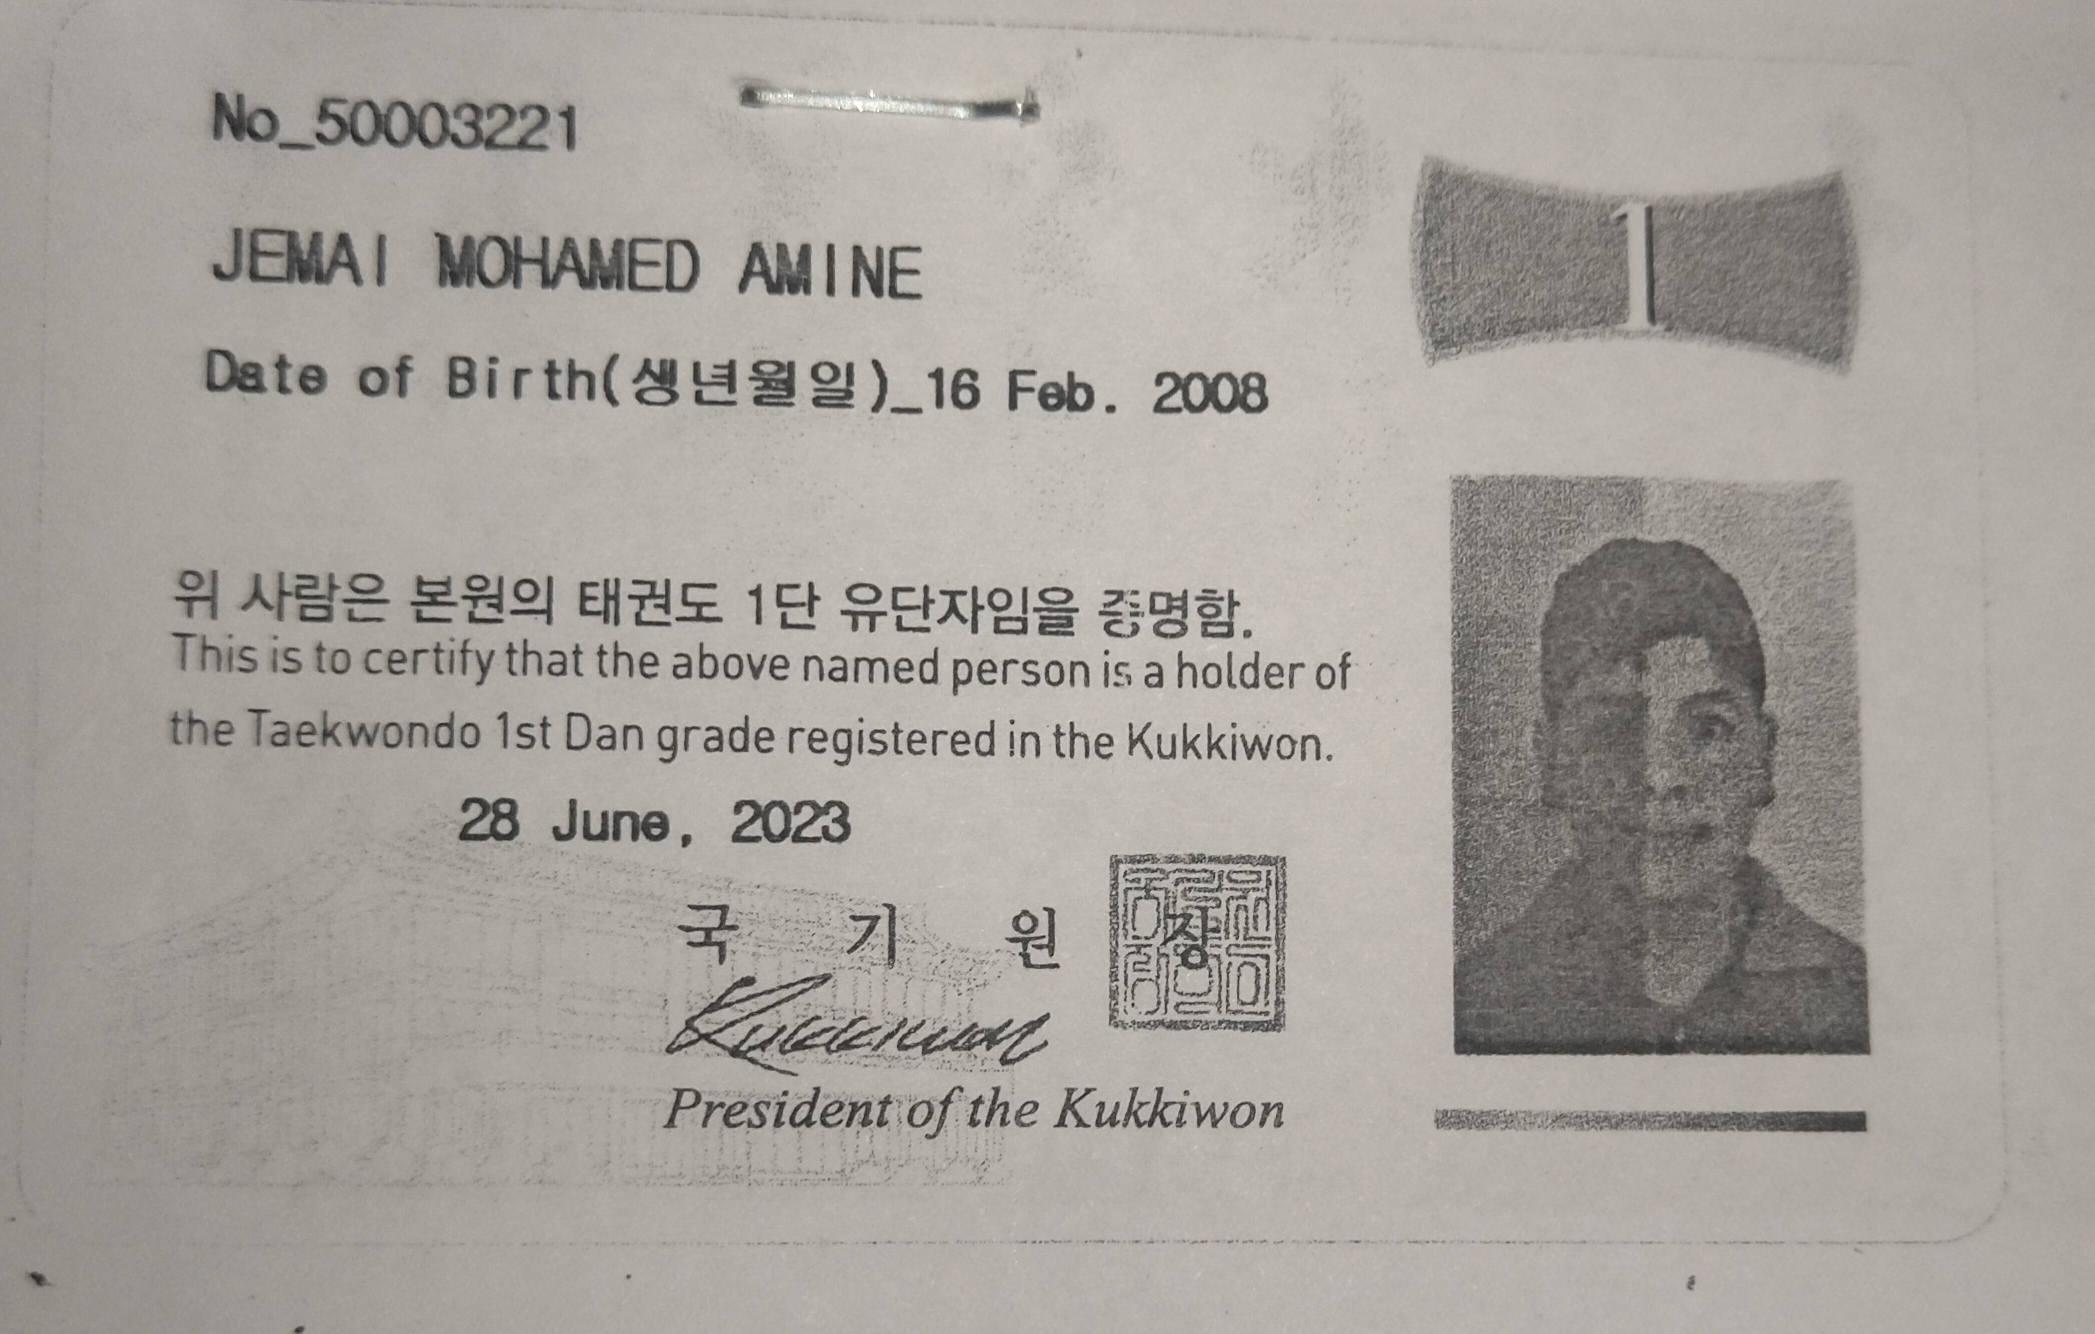 No_50003221
1
JEMAI MOHAMED AMINE
Date of Birth(생년월일)_16 Feb. 2008
위 사람은 본원의 태권도 1단 유단자임을 증명함.
This is to certify that the above named person is a holder of
the Taekwondo 1st Dan grade registered in the Kukkiwon.
28 June, 2023
국 기 원 장
Kukkiwon
President of the Kukkiwon